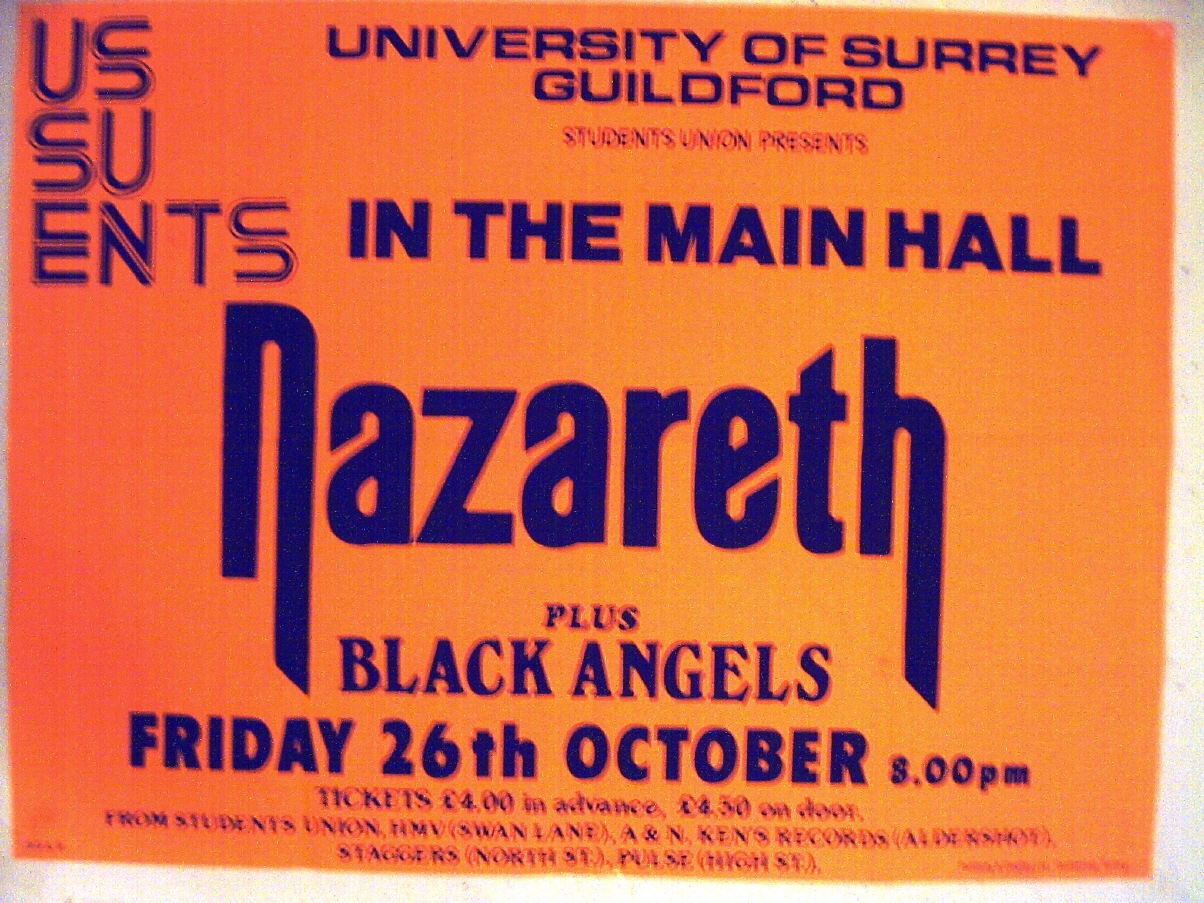 US
SU
ENTS
UNIVERSITY OF SURREY
GUILDFORD
STUDENTS UNION PRESENTS
IN THE MAIN HALL
nazareth
PLUS
BLACK ANGELS
FRIDAY 26th OCTOBER 8.00pm
TICKETS £4.00 in advance, £4.50 on door.
FROM STUDENTS UNION, HMV (SWAN LANE), A & N, KEN'S RECORDS (ALDERSHOT),
STAGGERS (NORTH ST.), PULSE (HIGH ST.),